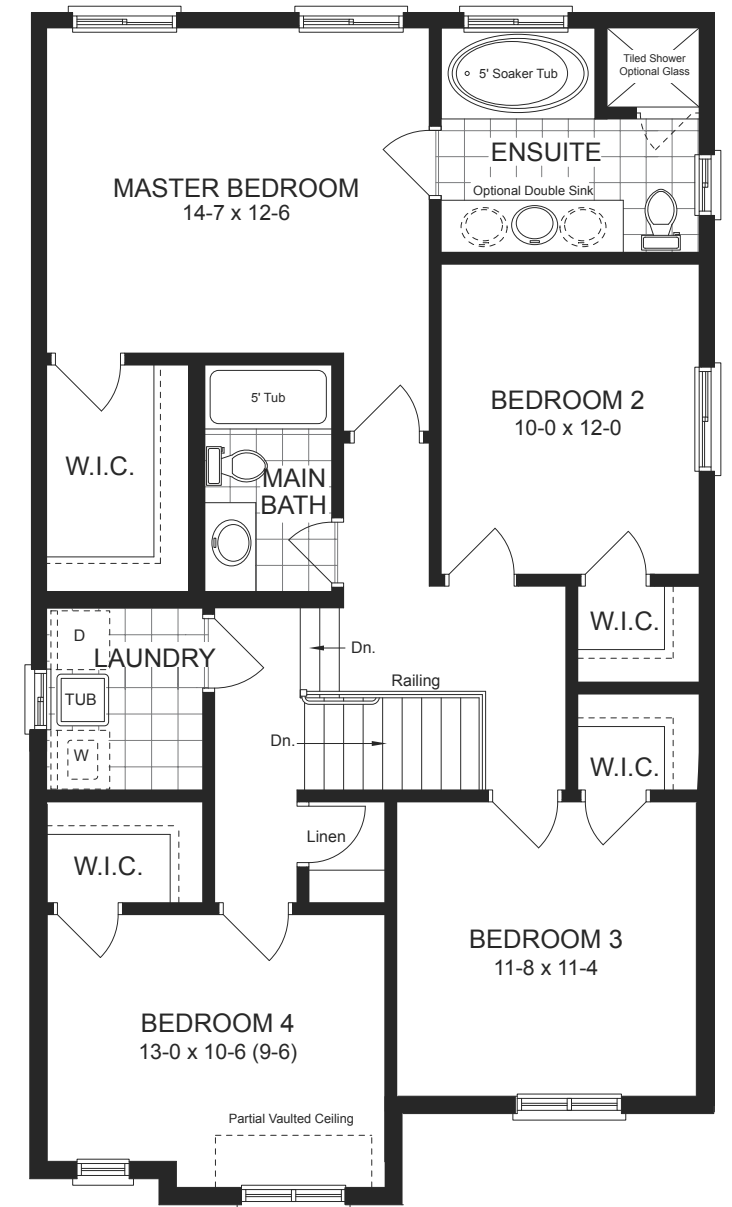 5' Soaker Tub
Tiled Shower
Optional Glass
ENSUITE
Optional Double Sink
MASTER BEDROOM
14-7 x 12-6
BEDROOM 2
10-0 x 12-0
5' Tub
W.I.C.
MAIN
BATH
W.I.C.
D
LAUNDRY
Dn.
Railing
TUB
Dn.
W
W.I.C.
Linen
W.I.C.
BEDROOM 3
11-8 x 11-4
BEDROOM 4
13-0 x 10-6 (9-6)
Partial Vaulted Ceiling